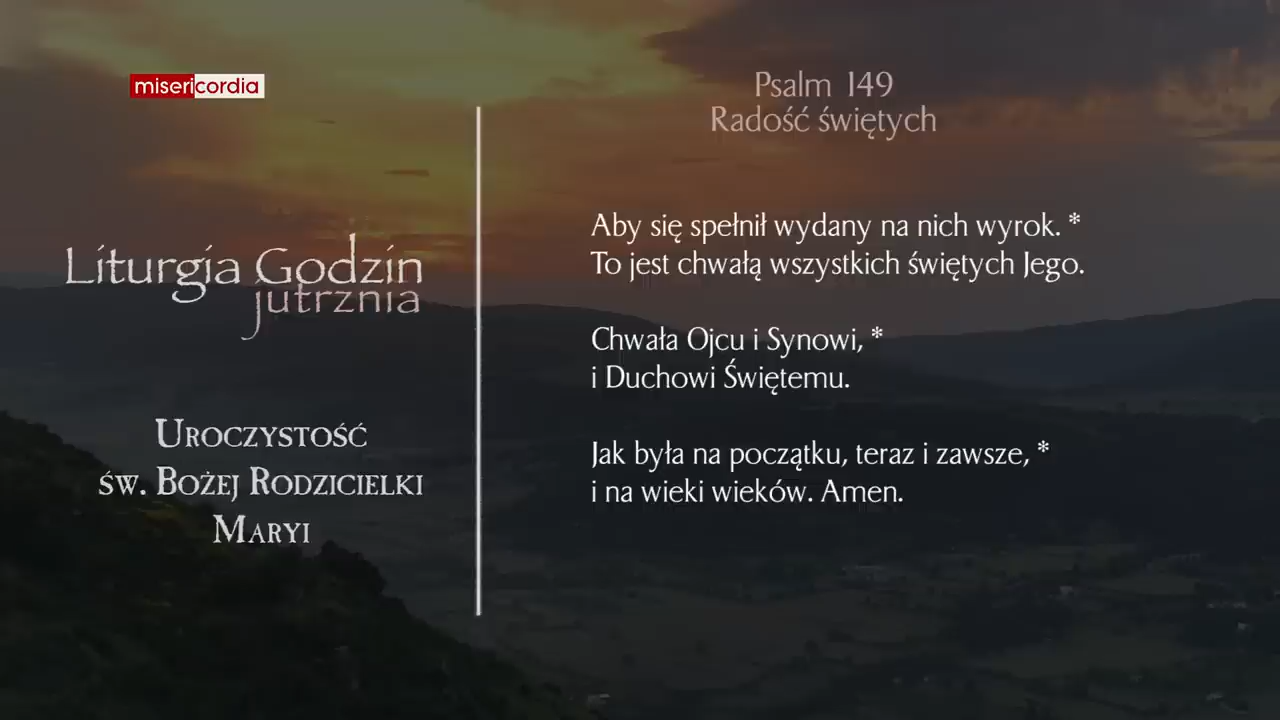 misericordia
Liturgia Godzin
jutrznia
Uroczystość
św. Bożej Rodzicielki
Maryi
Psalm 149
Radość świętych
Aby się spełnił wydany na nich wyrok. *
To jest chwałą wszystkich świętych Jego.
Chwała Ojcu i Synowi, *
i Duchowi Świętemu.
Jak była na początku, teraz i zawsze, *
i na wieki wieków. Amen.